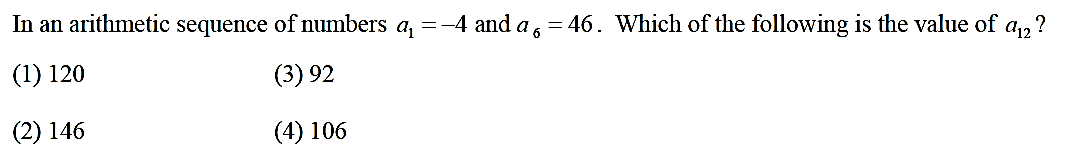 In an arithmetic sequence of numbers a₁ = –4 and a₆ = 46. Which of the following is the value of a₁₂?
(1) 120 (3) 92
(2) 146 (4) 106